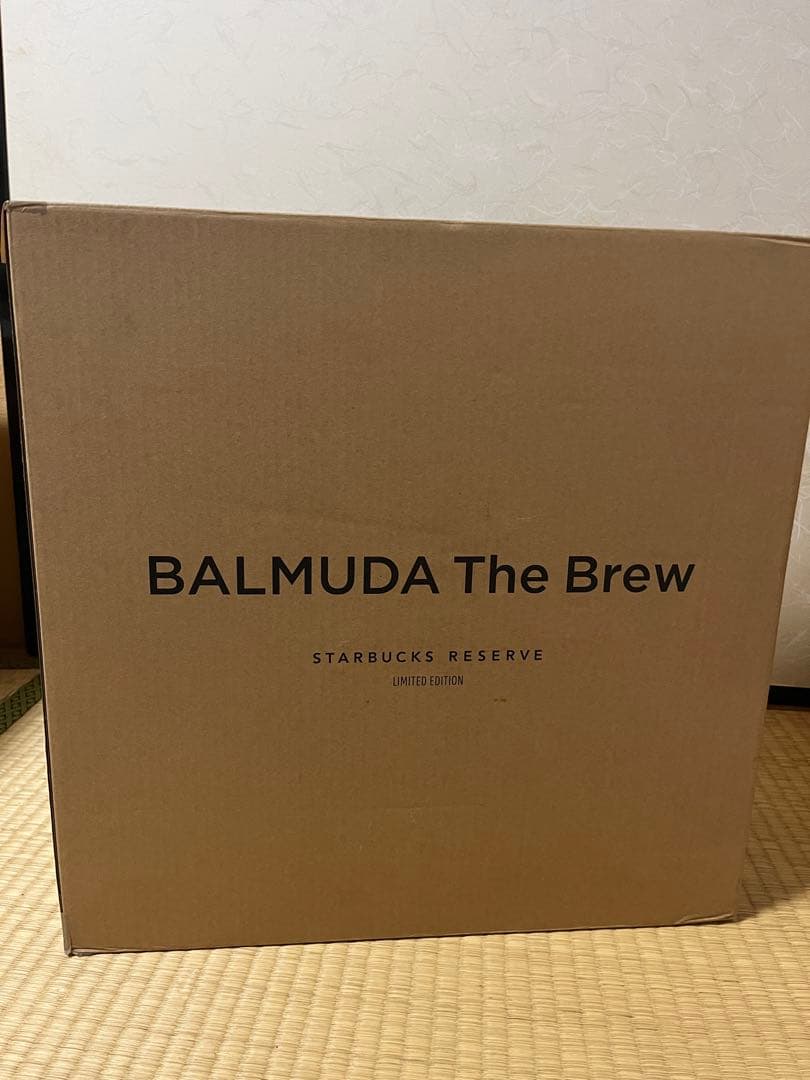 BALMUDA The Brew
STARBUCKS RESERVE
LIMITED EDITION